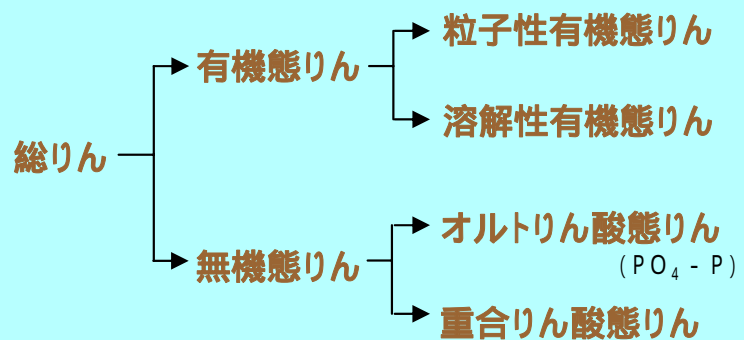 総りん
有機態りん
粒子性有機態りん
溶解性有機態りん
無機態りん
オルトりん酸態りん
(PO₄-P)
重合りん酸態りん